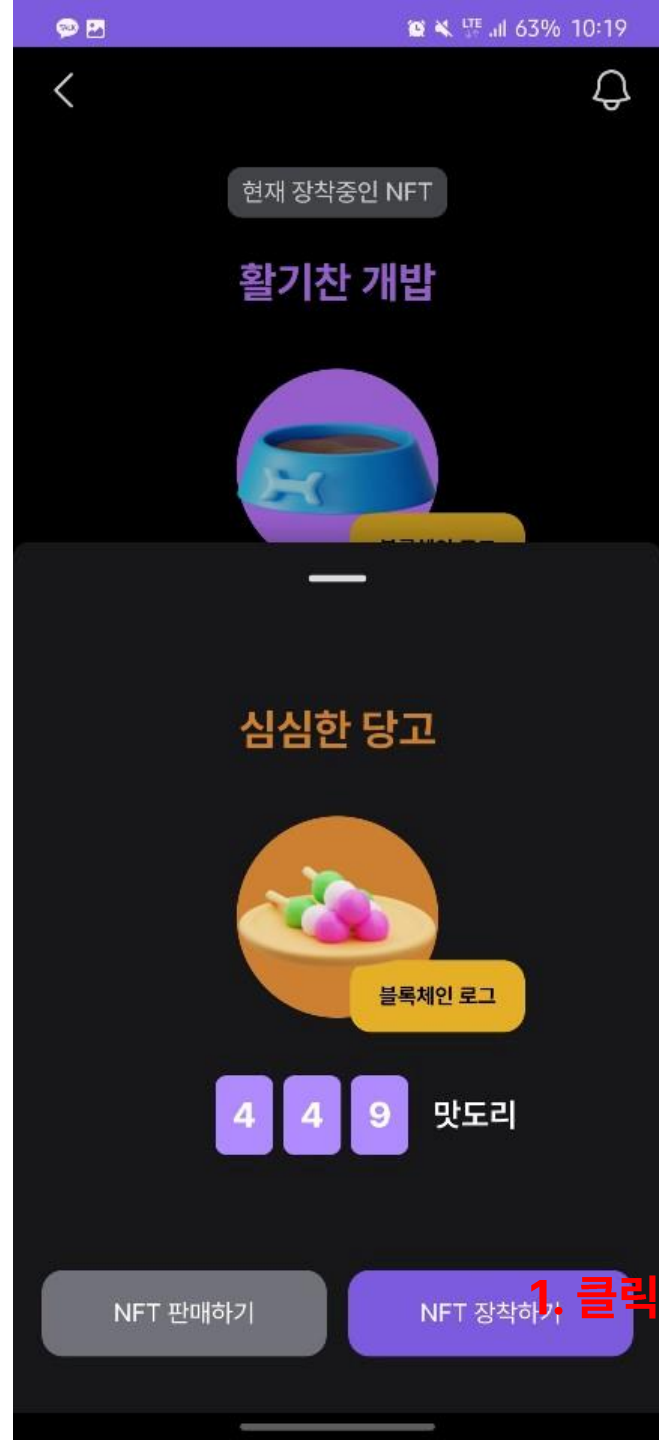 LTE 63% 10:19
현재 장착중인 NFT
활기찬 개밥
심심한 당고
블록체인 로그
4 4 9 맛도리
NFT 판매하기
NFT 장착하기
1. 클릭